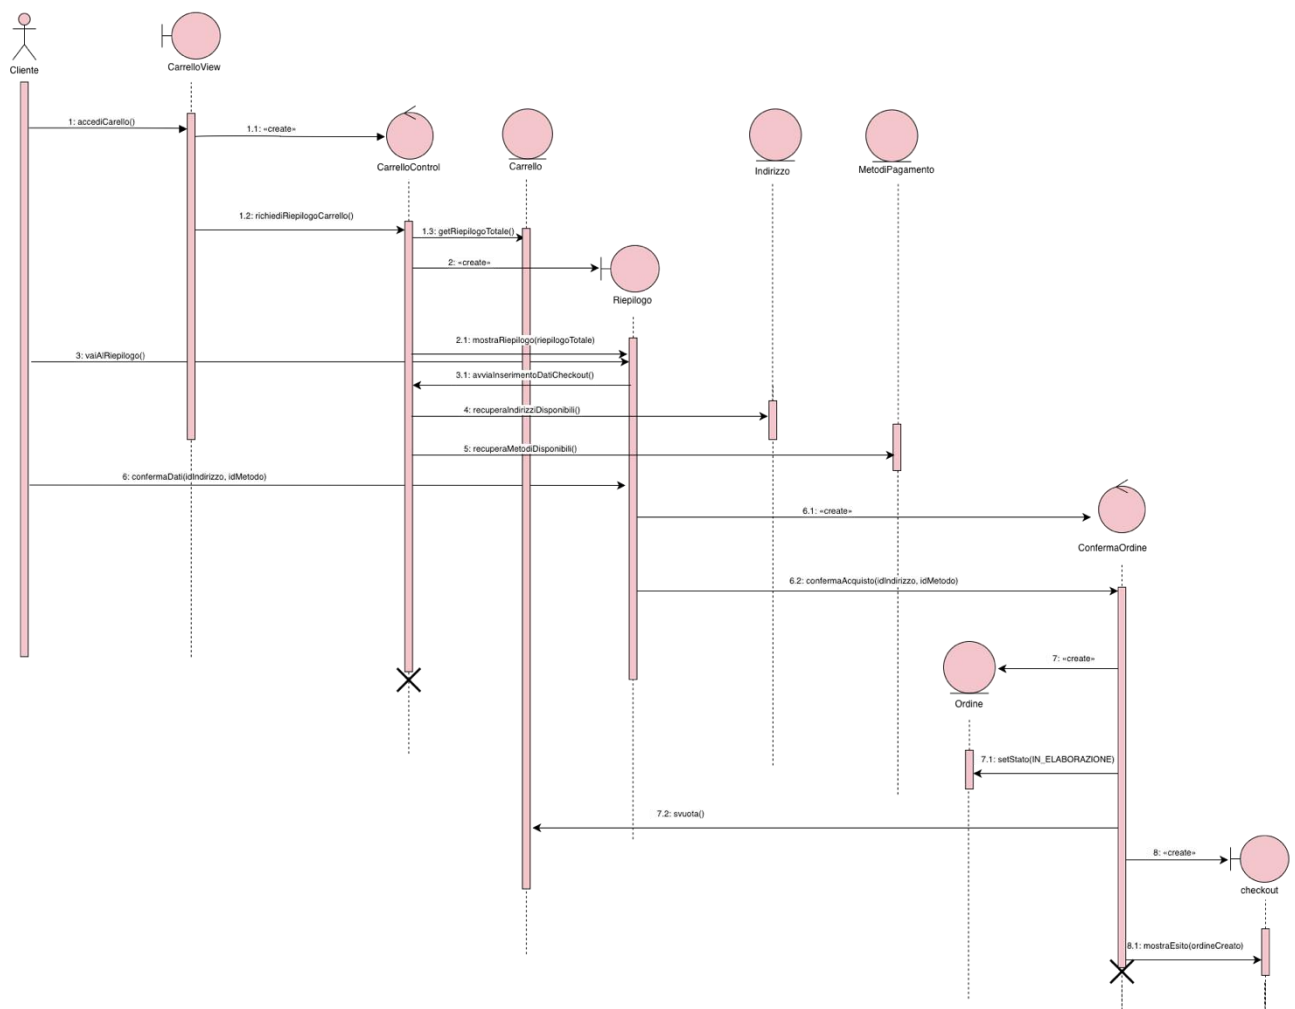 Cliente
CarrelloView
1: accediCarello()
1.1: «create»
CarrelloControl
Carrello
Indirizzo
MetodiPagamento
1.2: richiediRiepilogoCarrello()
1.3: getRiepilogoTotale()
2: «create»
Riepilogo
2.1: mostraRiepilogo(riepilogoTotale)
3: vaiAlRiepilogo()
3.1: avviaInserimentoDatiCheckout()
4: recuperaIndirizziDisponibili()
5: recuperaMetodiDisponibili()
6: confermaDati(idIndirizzo, idMetodo)
6.1: «create»
ConfermaOrdine
6.2: confermaAcquisto(idIndirizzo, idMetodo)
7: «create»
Ordine
7.1: setStato(IN_ELABORAZIONE)
7.2: svuota()
8: «create»
checkout
8.1: mostraEsito(ordineCreato)